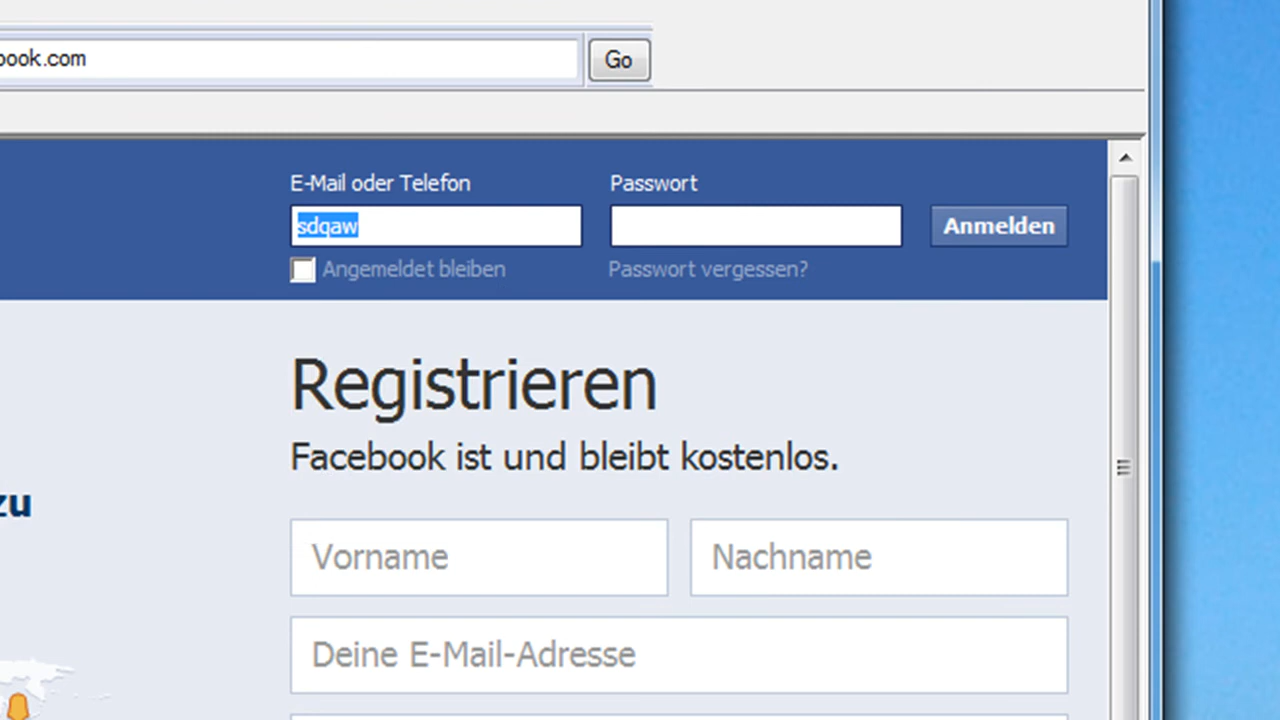 book.com
Go
E-Mail oder Telefon
Passwort
sdqaw
Anmelden
Angemeldet bleiben
Passwort vergessen?
Registrieren
Facebook ist und bleibt kostenlos.
zu
Vorname
Nachname
Deine E-Mail-Adresse